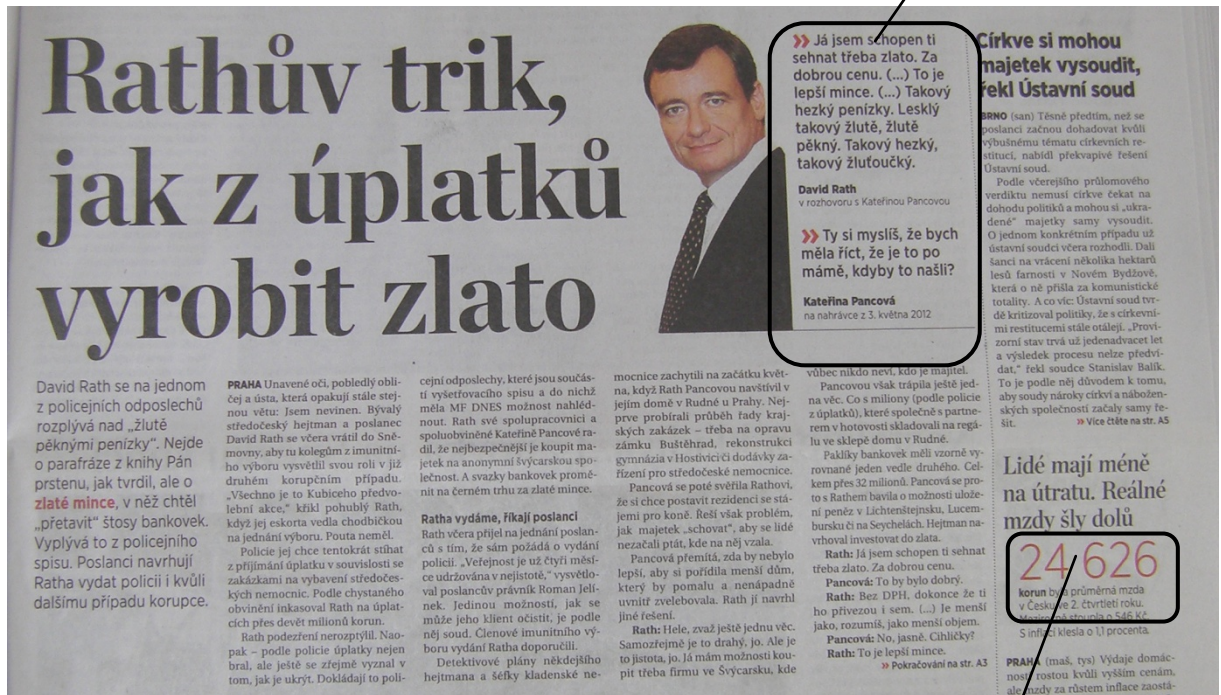 Rathův trik,
jak z úplatků
vyrobit zlato
David Rath se na jednom
z policejních odposlechů
rozplývá nad „žlutě
pěknými penízky“. Nejde
o parafráze z knihy Pán
prstenu, jak tvrdil, ale o
zlaté mince, v něž chtěl
„přetavit“ štosy bankovek.
Vyplývá to z policejního
spisu. Poslanci navrhují
Ratha vydat policii i kvůli
dalšímu případu korupce.
PRAHA Unavené oči, pobledlý obli-
čej a ústa, která opakují stále stej-
nou větu: Jsem nevinen. Bývalý
středočeský hejtman a poslanec
David Rath se včera vrátil do Sně-
movny, aby tu kolegům z imunitní-
ho výboru vysvětlil svou roli v již
druhém korupčním případu.
„Všechno je to Kubiceho předvo-
lební akce,“ křikl pohublý Rath,
když jej eskorta vedla chodbičkou
na jednání výboru. Pouta neměl.
Policie jej chce tentokrát stíhat
z přijímání úplatku v souvislosti se
zakázkami na vybavení středočes-
kých nemocnic. Podle chystaného
obvinění inkasoval Rath na úplat-
cích přes devět milionů korun.
Rath podezření nerozptýlil. Nao-
pak – podle policie úplatky nejen
bral, ale ještě se zřejmě vyznal v
tom, jak je ukrýt. Dokládají to poli-
cejní odposlechy, které jsou součás-
tí vyšetřovacího spisu a do nichž
měla MF DNES možnost nahléd-
nout. Rath své spolupracovnici a
spoluobviněné Kateřině Pancové ra-
dil, že nejbezpečnější je koupit ma-
jetek na anonymní švýcarskou spo-
lečnost. A svazky bankovek promě-
nit na černém trhu za zlaté mince.
Ratha vydáme, říkají poslanci
Rath včera přijel na jednání poslan-
ců s tím, že sám požádá o vydání
policii. „Veřejnost je už čtyři měsí-
ce udržována v nejistotě,“ vysvětlo-
val poslancův právník Roman Jelí-
nek. Jedinou možností, jak se
může jeho klient očistit, je podle
něj soud. Členové imunitního vý-
boru vydání Ratha doporučili.
Detektivové plány někdejšího
hejtmana a šéfky kladenské ne-
mocnice zachytili na začátku květ-
na, když Rath Pancovou navštívil v
jejím domě v Rudné u Prahy. Nej-
prve probírali průběh řady kraj-
ských zakázek – třeba na opravu
zámku Buštěhrad, rekonstrukci
gymnázia v Hostivici či dodávky za-
řízení pro středočeské nemocnice.
Pancová se poté svěřila Rathovi,
že si chce postavit rezidenci se stá-
jemi pro koně. Řeší však problém,
jak majetek „schovat“, aby se lidé
nezačali ptát, kde na něj vzala.
Pancová přemítá, zda by nebylo
lepší, aby si pořídila menší dům,
který by pomalu a nenápadně
uvnitř zvelebovala. Rath jí navrhl
jiné řešení.
Rath: Hele, zvaž ještě jednu věc.
Samozřejmě je to drahý, jo. Ale je
to jistota, jo. Já mám možnosti kou-
pit třeba firmu ve Švýcarsku, kde
vůbec nikdo neví, kdo je majitel.
Pancovou však trápila ještě jed-
na věc. Co s miliony (podle policie
z úplatků), které společně s partne-
rem v hotovosti skladovali na regá-
lu ve sklepě domu v Rudné.
Paklíky bankovek měli vzorně vy-
rovnané jeden vedle druhého. Cel-
kem přes 32 milionů. Pancová se pro-
to s Rathem bavila o možnosti ulože-
ní peněz v Lichtenštejnsku, Lucem-
bursku či na Seychelách. Hejtman na-
vrhoval investovat do zlata.
Rath: Já jsem schopen ti sehnat
třeba zlato. Za dobrou cenu.
Pancová: To by bylo dobrý.
Rath: Bez DPH, dokonce že ti
ho přivezou i sem. (...) Je menší
jako, rozumíš, jako menší objem.
Pancová: No, jasně. Cihličky?
Rath: To je lepší mince.
» Pokračování na str. A3
» Já jsem schopen ti
sehnat třeba zlato. Za
dobrou cenu. (...) To je
lepší mince. (...) Takový
hezký penízky. Lesklý
takový žlutě, žlutě
pěkný. Takový hezký,
takový žluťoučký.
David Rath
v rozhovoru s Kateřinou Pancovou
» Ty si myslíš, že bych
měla říct, že je to po
mámě, kdyby to našli?
Kateřina Pancová
na nahrávce z 3. května 2012
Církve si mohou
majetek vysoudit,
řekl Ústavní soud
BRNO (san) Těsně předtím, než se
poslanci začnou dohadovat kvůli
výbušnému tématu církevních re-
stitucí, nabídl překvapivé řešení
Ústavní soud.
Podle včerejšího průlomového
verdiktu nemusí církve čekat na
dohodu politiků a mohou si „ukra-
dené“ majetky samy vysoudit.
O jednom konkrétním případu už
ústavní soudci včera rozhodli. Dali
šanci na vrácení několika hektarů
lesů farnosti v Novém Bydžově,
která o ně přišla za komunistické
totality. A co víc: Ústavní soud tvr-
dě kritizoval politiky, že s církevní-
mi restitucemi stále otálejí. „Provi-
zorní stav trvá už jedenadvacet let
a výsledek procesu nelze předví-
dat,“ řekl soudce Stanislav Balík.
To je podle něj důvodem k tomu,
aby soudy nároky církví a nábožen-
ských společností začaly samy ře-
šit.
» Více čtěte na str. A5
Lidé mají méně
na útratu. Reálné
mzdy šly dolů
24 626
korun byla průměrná mzda
v Česku ve 2. čtvrtletí roku.
Meziročně stoupla o 546 Kč.
S inflací klesla o 1,1 procenta.
PRAHA (maš, tys) Výdaje domác-
ností rostou kvůli vyšším cenám,
ale mzdy za růstem inflace zaostá-